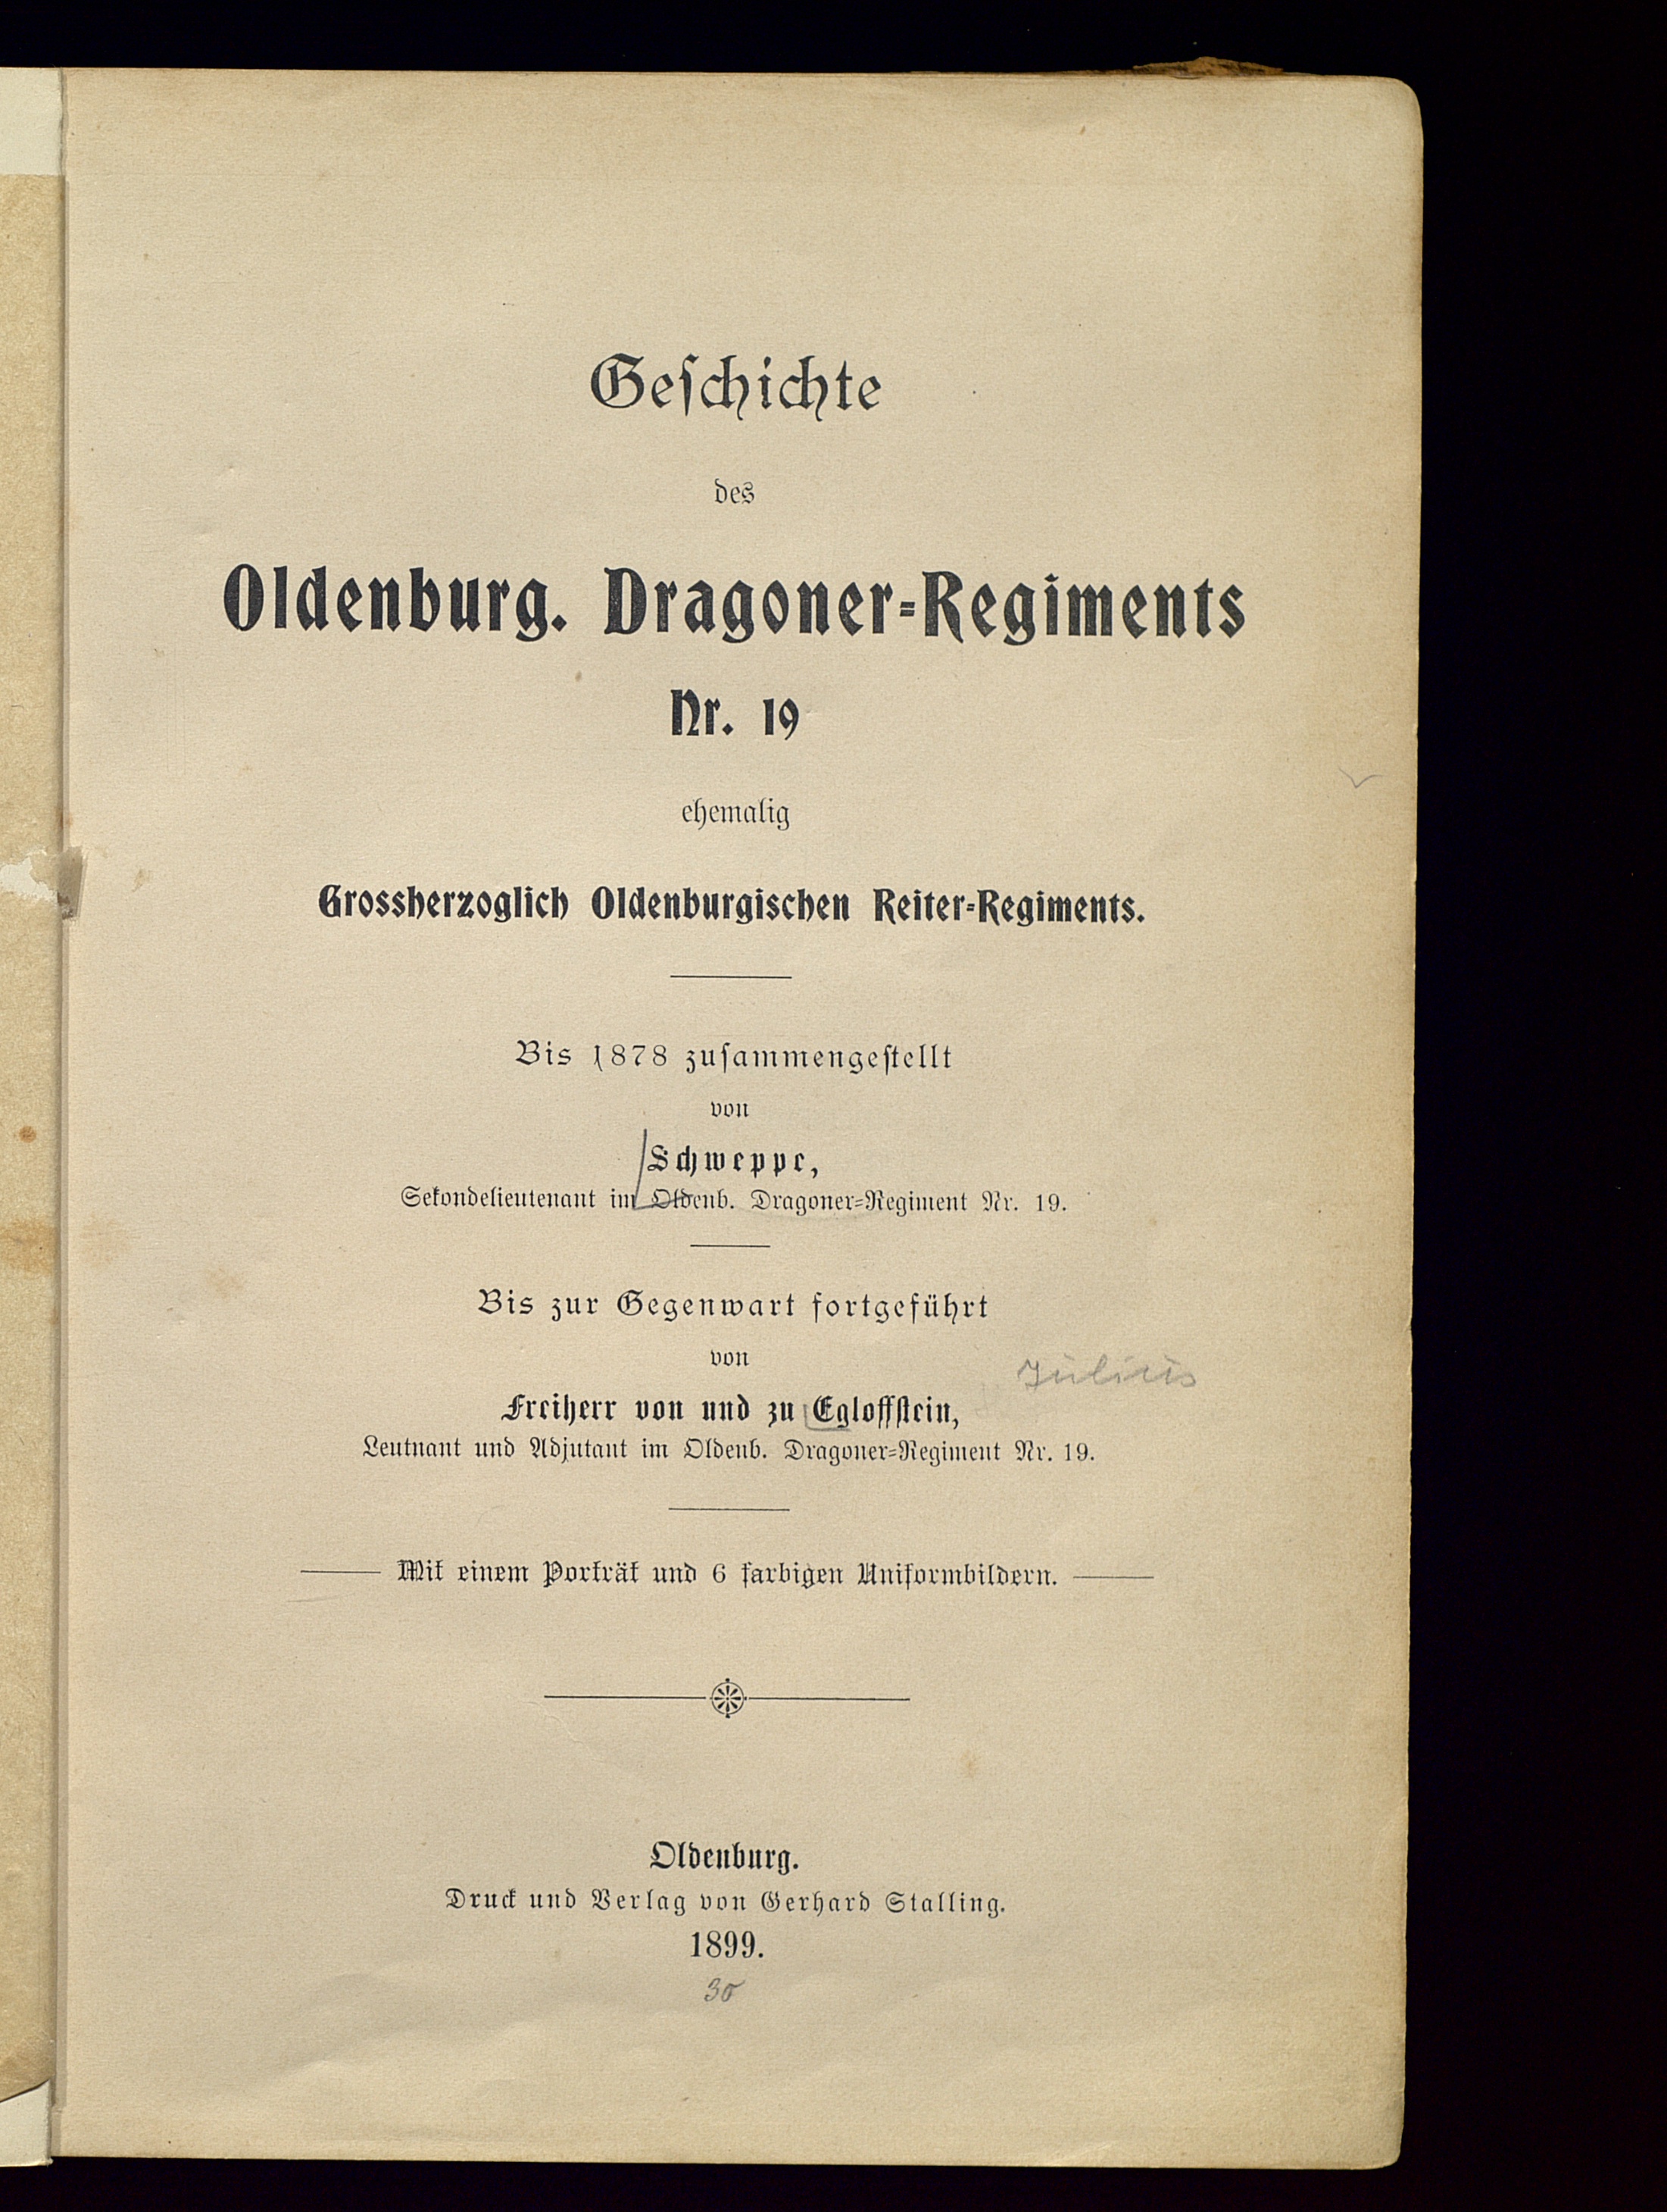 Geſchichte
des
Oldenburg. Dragoner-Regiments
Nr. 19
ehemalig
Grossherzoglich Oldenburgischen Reiter-Regiments.
Bis 1878 zuſammengeſtellt
von
Schweppe,
Sekondelieutenant im Oldenb. Dragoner-Regiment Nr. 19.
Bis zur Gegenwart fortgeführt
von
Julius
Freiherr von und zu Egloffſtein,
Leutnant und Adjutant im Oldenb. Dragoner-Regiment Nr. 19.
Mit einem Porträt und 6 farbigen Uniformbildern.
Oldenburg.
Druck und Verlag von Gerhard Stalling.
1899.
30